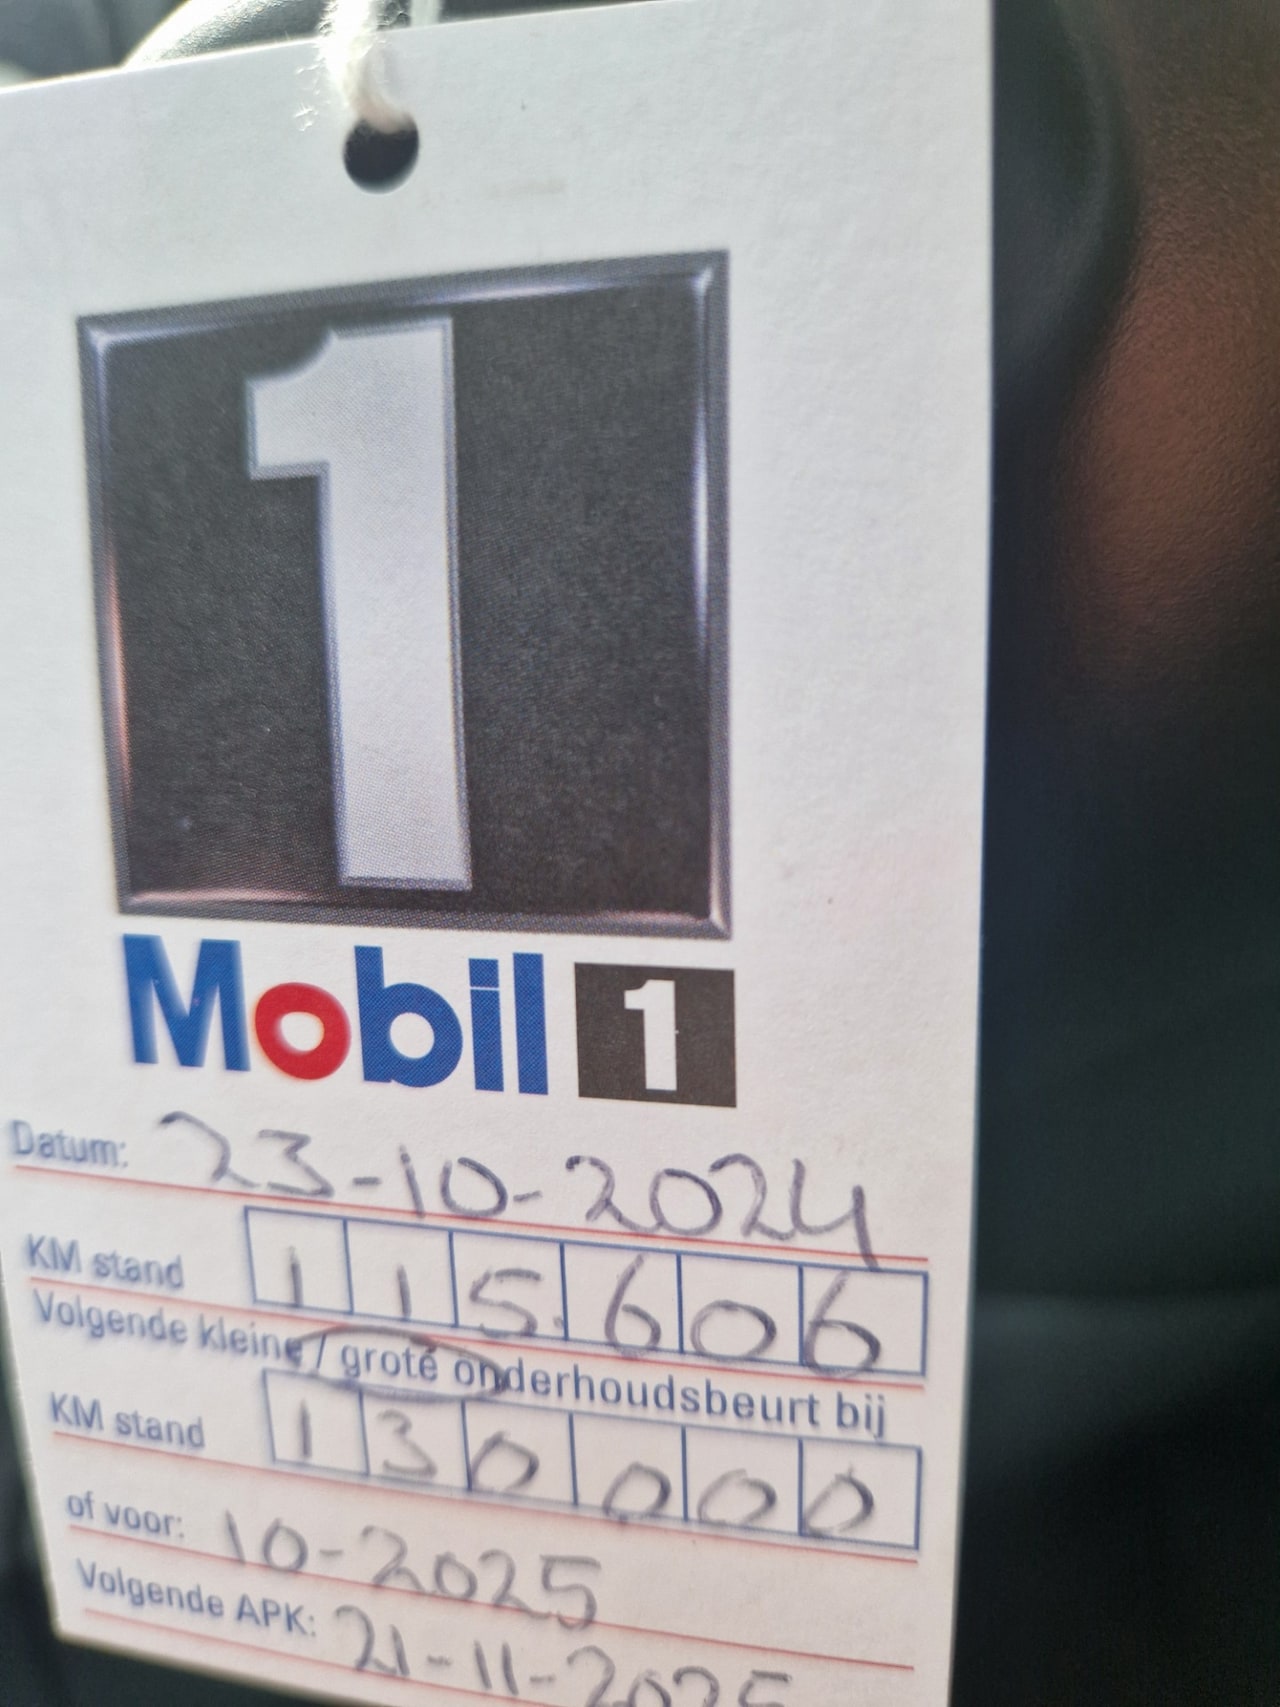 1
Mobil 1
Datum: 23-10-2024
KM stand 115.606
Volgende kleine / grote onderhoudsbeurt bij
KM stand 130000
of voor: 10-2025
Volgende APK: 21-11-2025